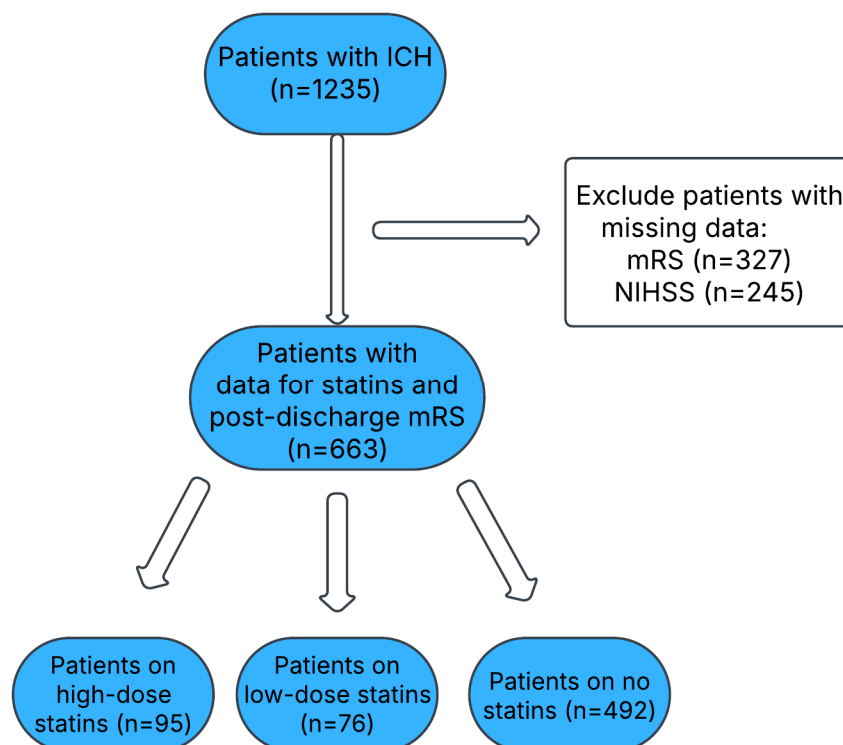 Patients with ICH
(n=1235)
Exclude patients with
missing data:
mRS (n=327)
NIHSS (n=245)
Patients with
data for statins and
post-discharge mRS
(n=663)
Patients on
high-dose
statins (n=95)
Patients on
low-dose statins
(n=76)
Patients on no
statins (n=492)